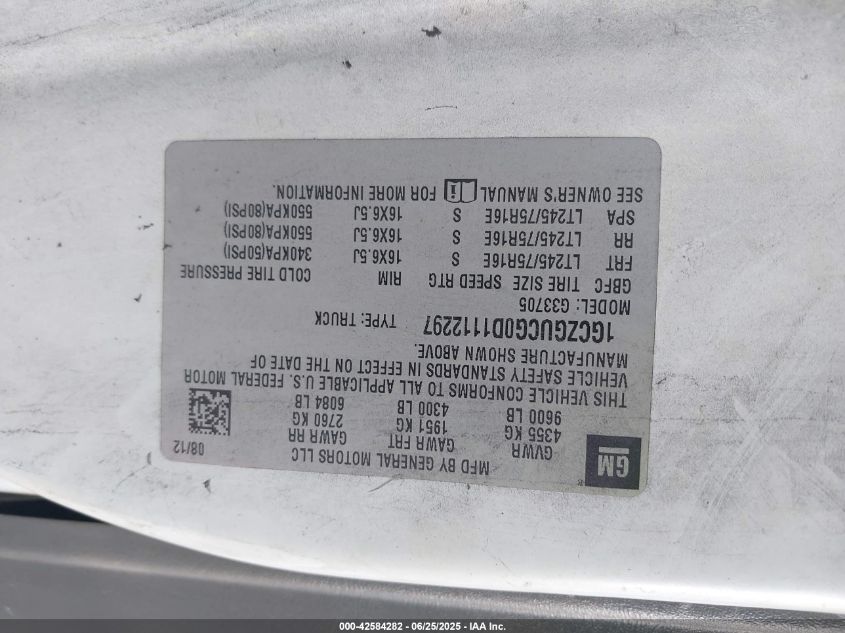 GM
MFD BY GENERAL MOTORS LLC 08/12
GVWR GAWR FRT GAWR RR
4355 KG 1951 KG 2760 KG
9600 LB 4300 LB 6084 LB
THIS VEHICLE CONFORMS TO ALL APPLICABLE U.S. FEDERAL MOTOR
VEHICLE SAFETY STANDARDS IN EFFECT ON THE DATE OF
MANUFACTURE SHOWN ABOVE.
1GCZGUCG0D1112297 TYPE: TRUCK
MODEL: G33705
GBFC TIRE SIZE SPEED RTG RIM COLD TIRE PRESSURE
FRT LT245/75R16E S 16X6.5J 340KPA(50PSI)
RR LT245/75R16E S 16X6.5J 550KPA(80PSI)
SPA LT245/75R16E S 16X6.5J 550KPA(80PSI)
SEE OWNER'S MANUAL FOR MORE INFORMATION.
000-42584282 - 06/25/2025 - IAA Inc.